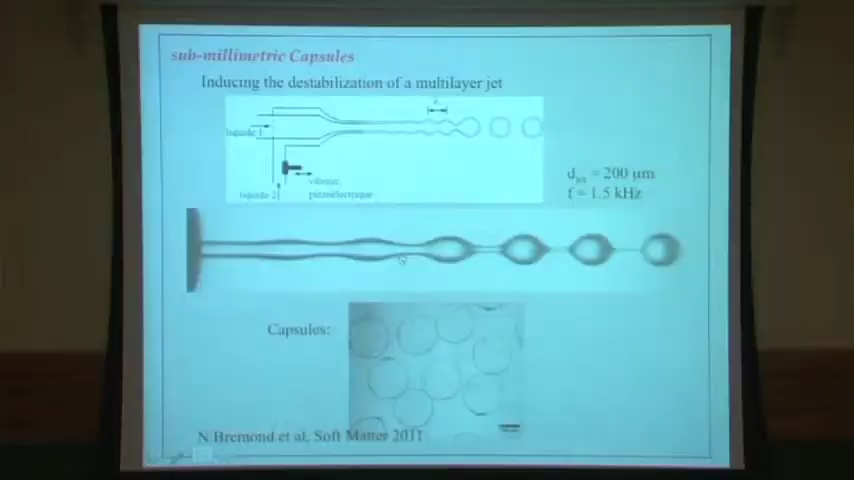 sub-millimetric Capsules
Inducing the destabilization of a multilayer jet
liquide 1
vibreur
piézoélectrique
liquide 2
d = 200 µm
f = 1.5 kHz
Capsules:
N Bremond et al, Soft Matter 2011